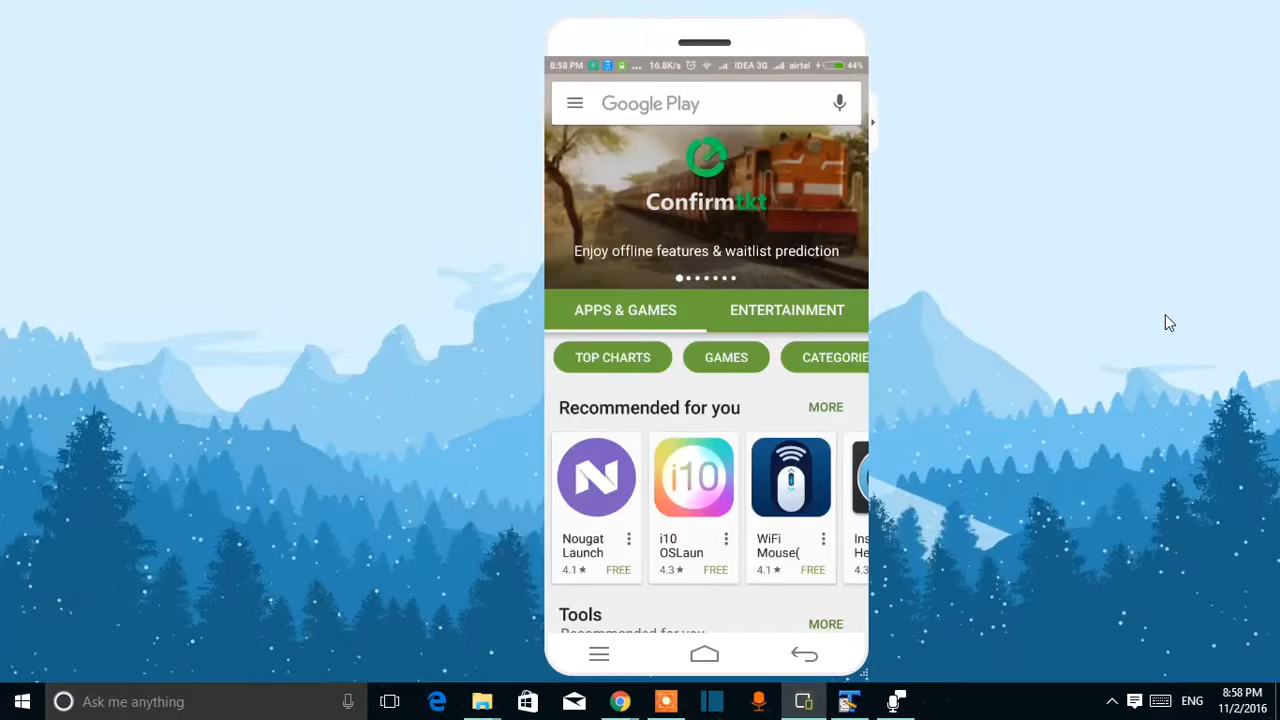 8:58 PM ... 16.8K/s IDEA 3G airtel 44%
Google Play
Confirmtkt
Enjoy offline features & waitlist prediction
APPS & GAMES ENTERTAINMENT
TOP CHARTS GAMES CATEGORIE
Recommended for you MORE
N i10
Nougat Launch
4.1 ★ FREE
i10 OSLaun
4.3 ★ FREE
WiFi Mouse(
4.1 ★ FREE
Ins He
4.3
Tools MORE
Recommended for you
Ask me anything
ENG
8:58 PM
11/2/2016